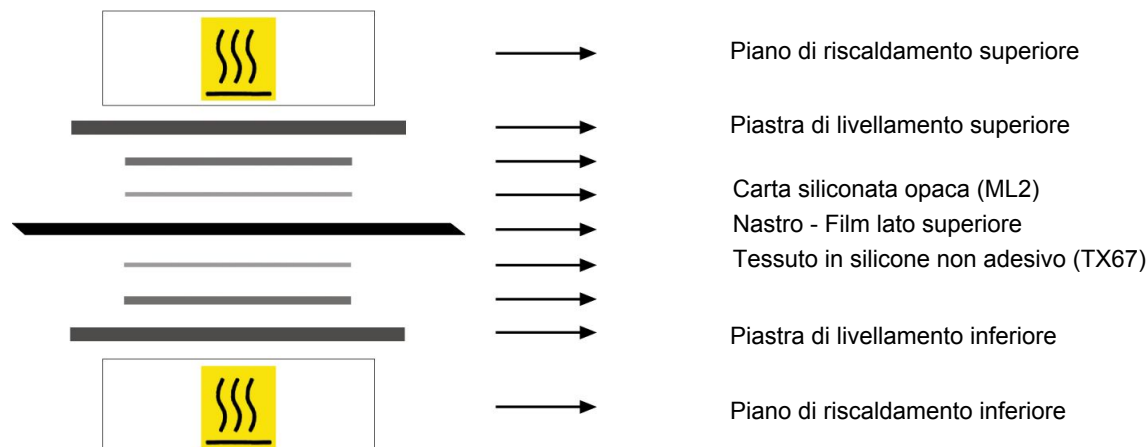 Piano di riscaldamento superiore
Piastra di livellamento superiore
Carta siliconata opaca (ML2)
Nastro - Film lato superiore
Tessuto in silicone non adesivo (TX67)
Piastra di livellamento inferiore
Piano di riscaldamento inferiore